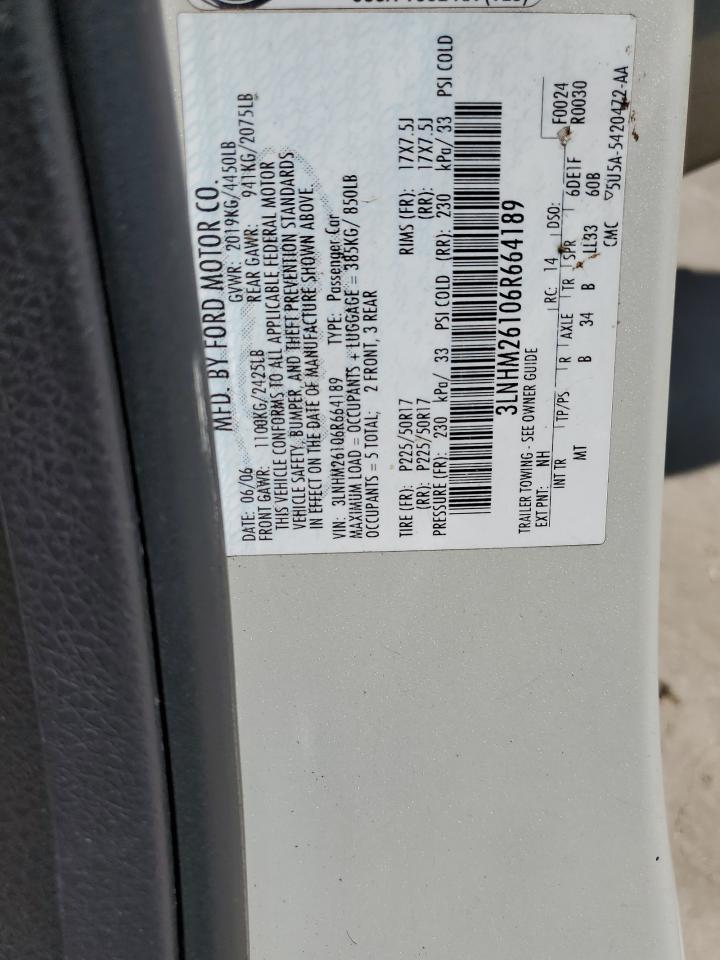 MFD. BY FORD MOTOR CO.
DATE: 06/06 GVWR: 2019KG/4450LB
FRONT GAWR: 1100KG/2425LB REAR GAWR: 941KG/2075LB
THIS VEHICLE CONFORMS TO ALL APPLICABLE FEDERAL MOTOR
VEHICLE SAFETY, BUMPER, AND THEFT PREVENTION STANDARDS
IN EFFECT ON THE DATE OF MANUFACTURE SHOWN ABOVE.
VIN: 3LNHM26106R664189 TYPE: Passenger Car
MAXIMUM LOAD = OCCUPANTS + LUGGAGE = 385KG/ 850LB
OCCUPANTS = 5 TOTAL; 2 FRONT, 3 REAR
TIRE (FR): P225/50R17 RIMS (FR): 17X7.5J
(RR): P225/50R17 (RR): 17X7.5J
PRESSURE (FR): 230 kPa/ 33 PSI COLD (RR): 230 kPa/ 33 PSI COLD
3LNHM26106R664189
TRAILER TOWING - SEE OWNER GUIDE
EXT PNT: NH RC: 14 DSO: F0024
INT TR TP/PS R AXLE TR SPR 6DE1F R0030
MT B 34 B LL33 60B
CMC 5U5A-5420472-AA